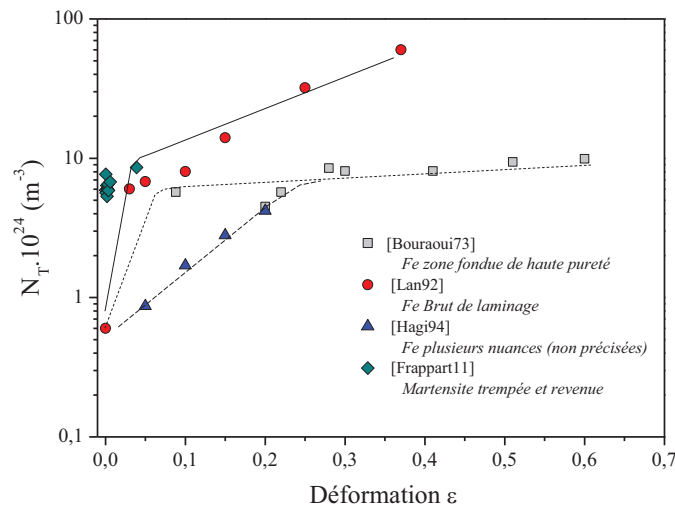 100
10
1
0,1
N_T.10^24 (m^-3)
[Bouraoui73]
Fe zone fondue de haute pureté
[Lan92]
Fe Brut de laminage
[Hagi94]
Fe plusieurs nuances (non précisées)
[Frappart11]
Martensite trempée et revenue
0,0 0,1 0,2 0,3 0,4 0,5 0,6 0,7
Déformation ε